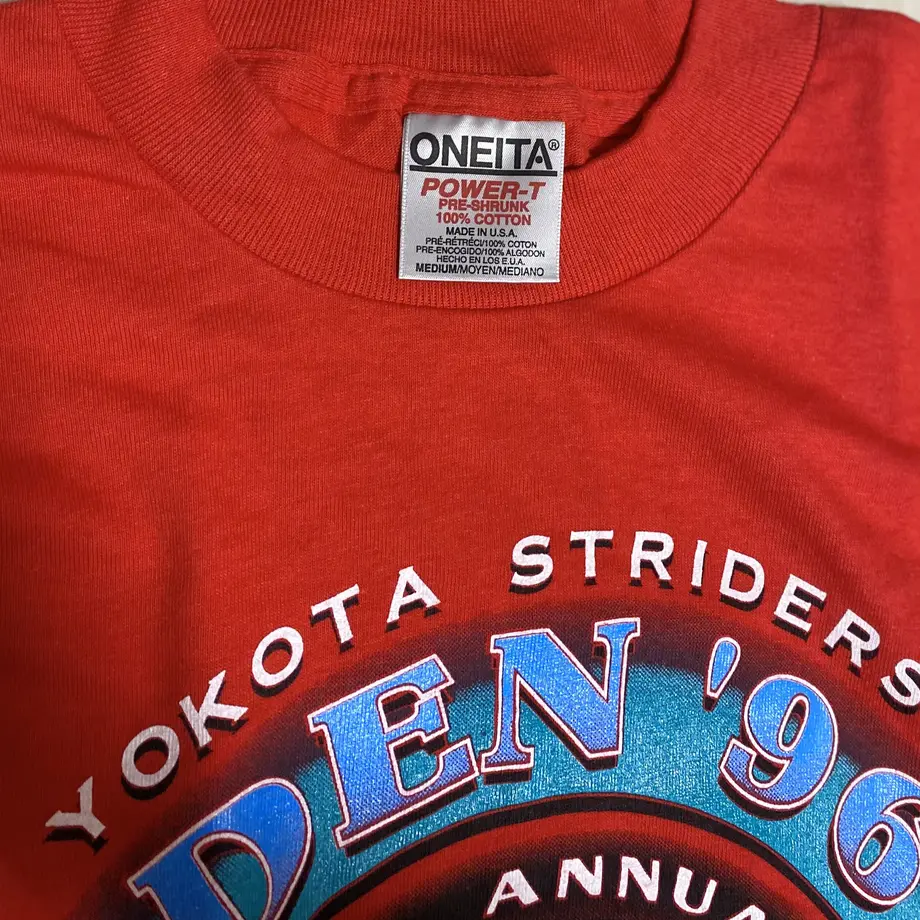 ONEITA®
POWER-T
PRE-SHRUNK
100% COTTON
MADE IN U.S.A.
PRÉ-RÉTRÉCI/100% COTON
PRE-ENCOGIDO/100% ALGODON
HECHO EN LOS E.U.A.
MEDIUM/MOYEN/MEDIANO
YOKOTA STRIDERS
DEN '96
ANNUA